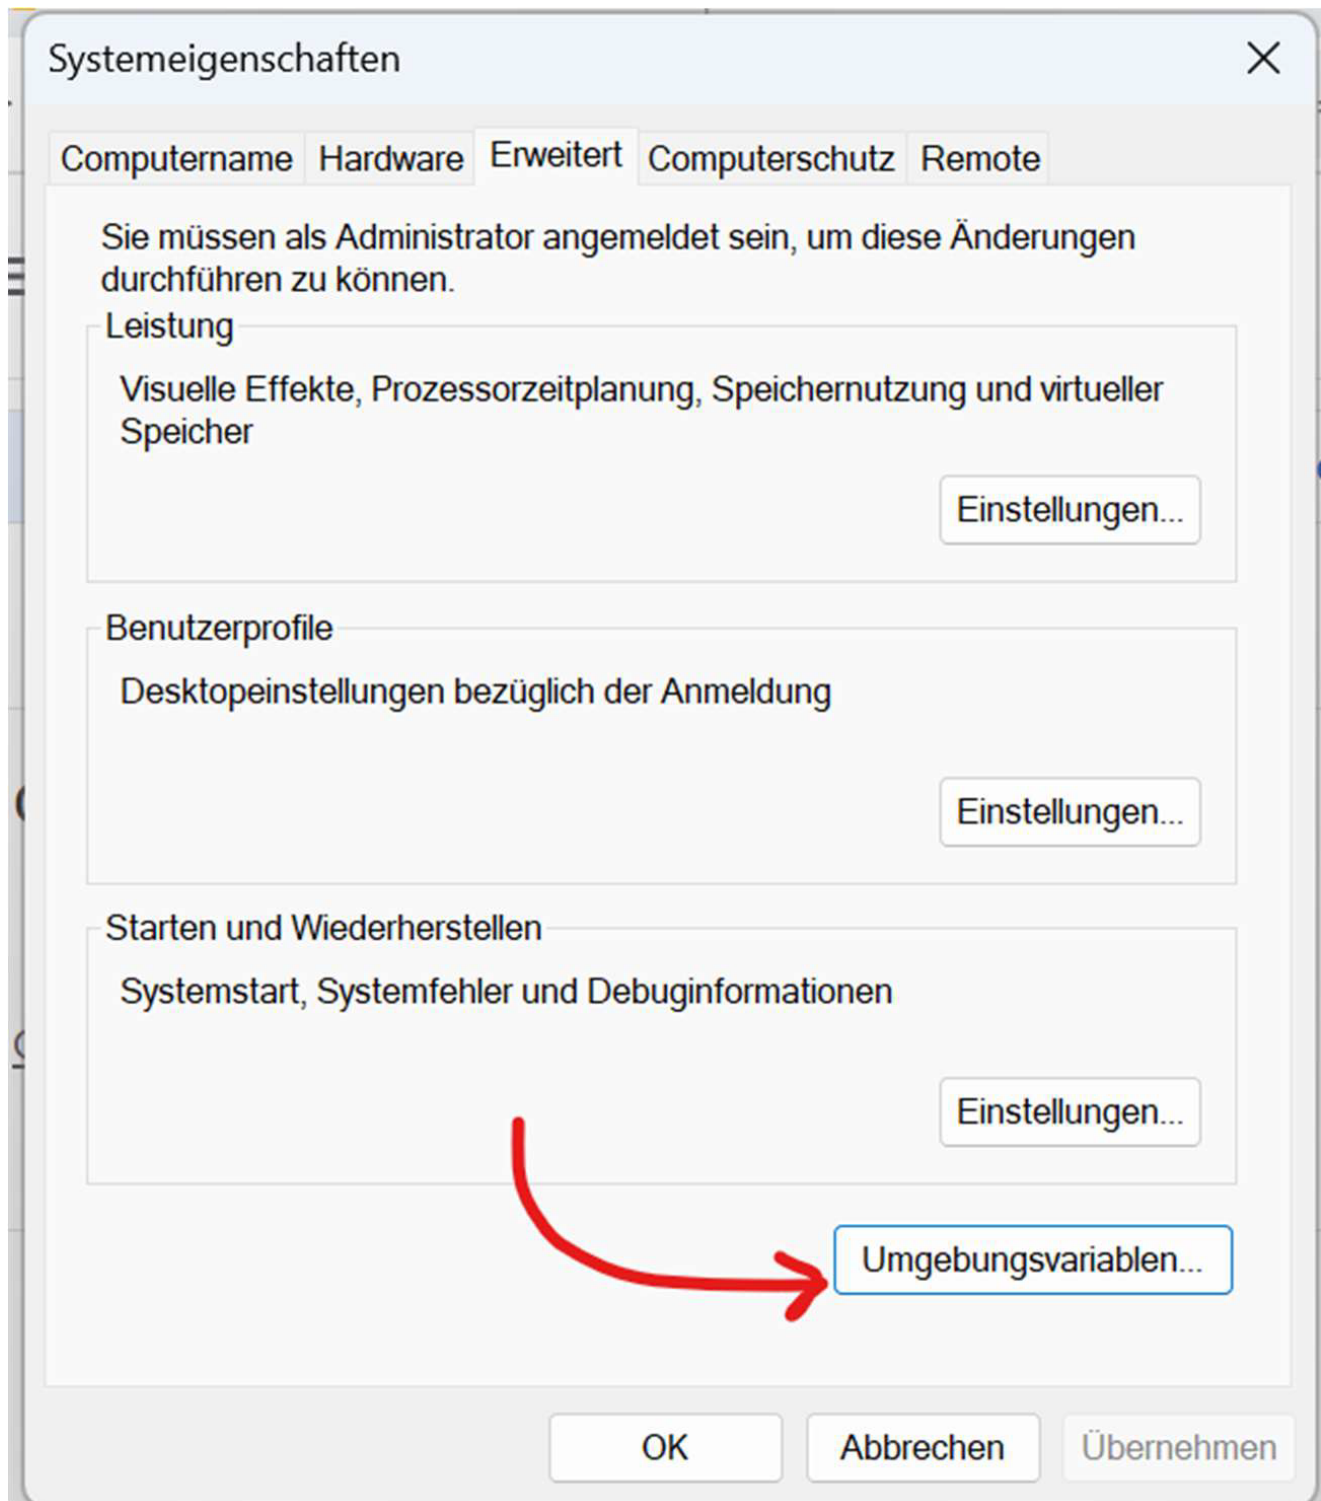 Systemeigenschaften
Computername Hardware Erweitert Computerschutz Remote
Sie müssen als Administrator angemeldet sein, um diese Änderungen
durchführen zu können.
Leistung
Visuelle Effekte, Prozessorzeitplanung, Speichernutzung und virtueller
Speicher
Einstellungen...
Benutzerprofile
Desktopeinstellungen bezüglich der Anmeldung
Einstellungen...
Starten und Wiederherstellen
Systemstart, Systemfehler und Debuginformationen
Einstellungen...
Umgebungsvariablen...
OK Abbrechen Übernehmen